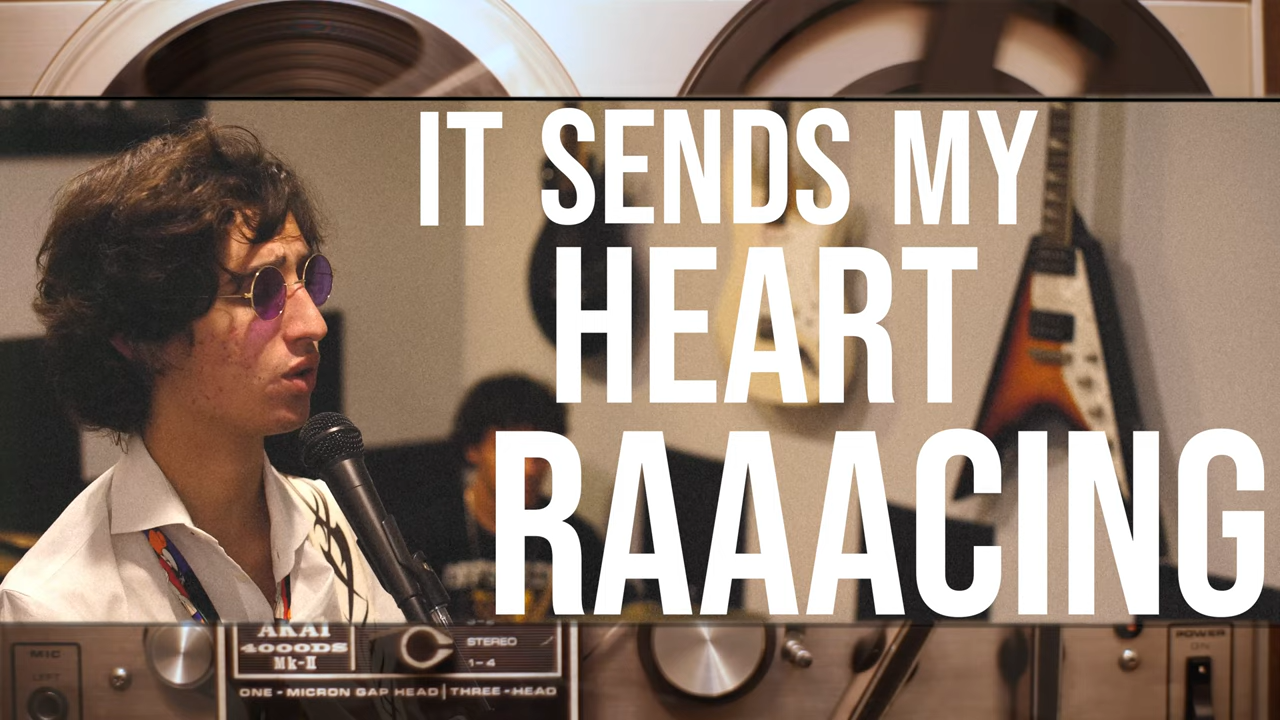 IT SENDS MY
HEART
RAAACING
AKAI
4000DS
Mk-II
STEREO
1-4
ONE-MICRON GAP HEAD | THREE-HEAD
MIC
LEFT
POWER
ON